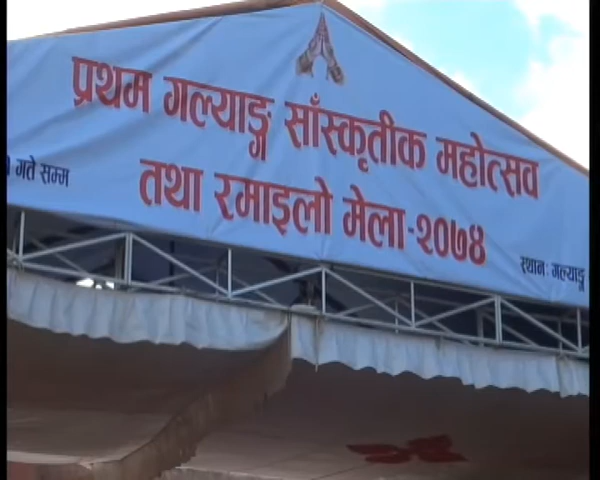 प्रथम गल्याङ्ग साँस्कृतीक महोत्सव
तथा रमाइलो मेला-२०७४
गते सम्म
स्थानः गल्याङ्ग